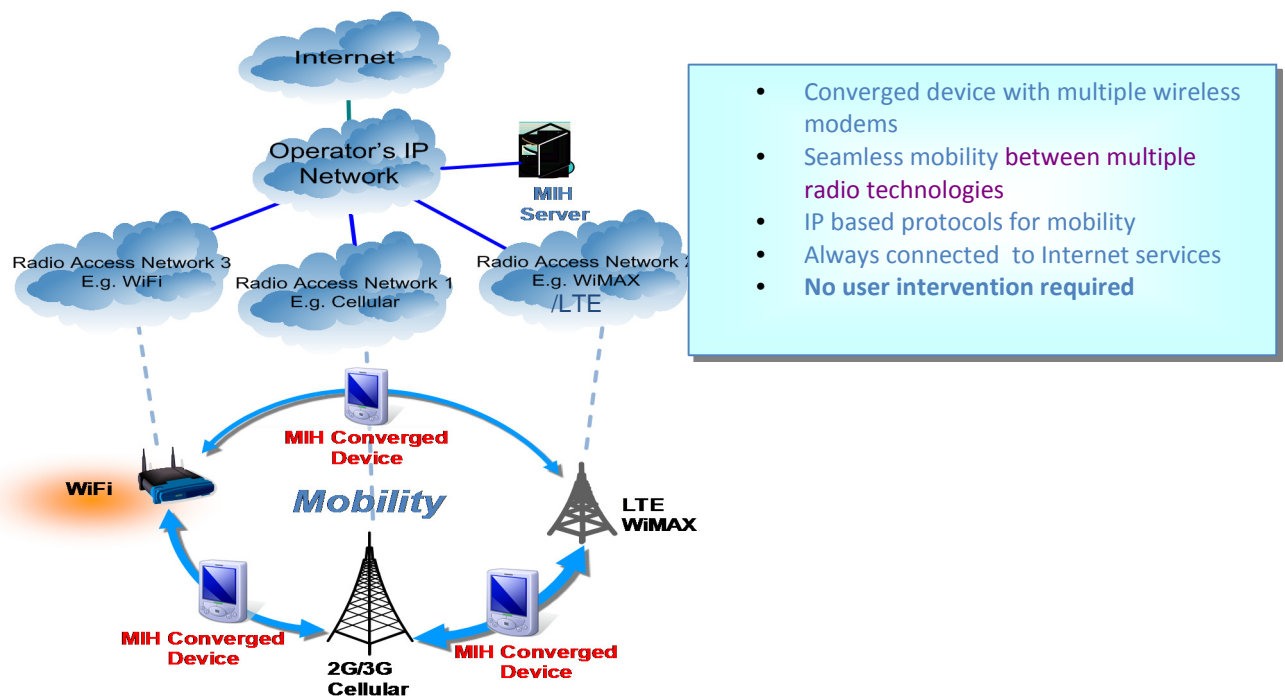 Internet
Operator's IP
Network
MIH
Server
Radio Access Network 3
E.g. WiFi
Radio Access Network 1
E.g. Cellular
Radio Access Network 2
E.g. WiMAX
/LTE
MIH Converged
Device
WiFi
Mobility
LTE
WiMAX
MIH Converged
Device
2G/3G
Cellular
MIH Converged
Device
• Converged device with multiple wireless
modems
• Seamless mobility between multiple
radio technologies
• IP based protocols for mobility
• Always connected to Internet services
• No user intervention required